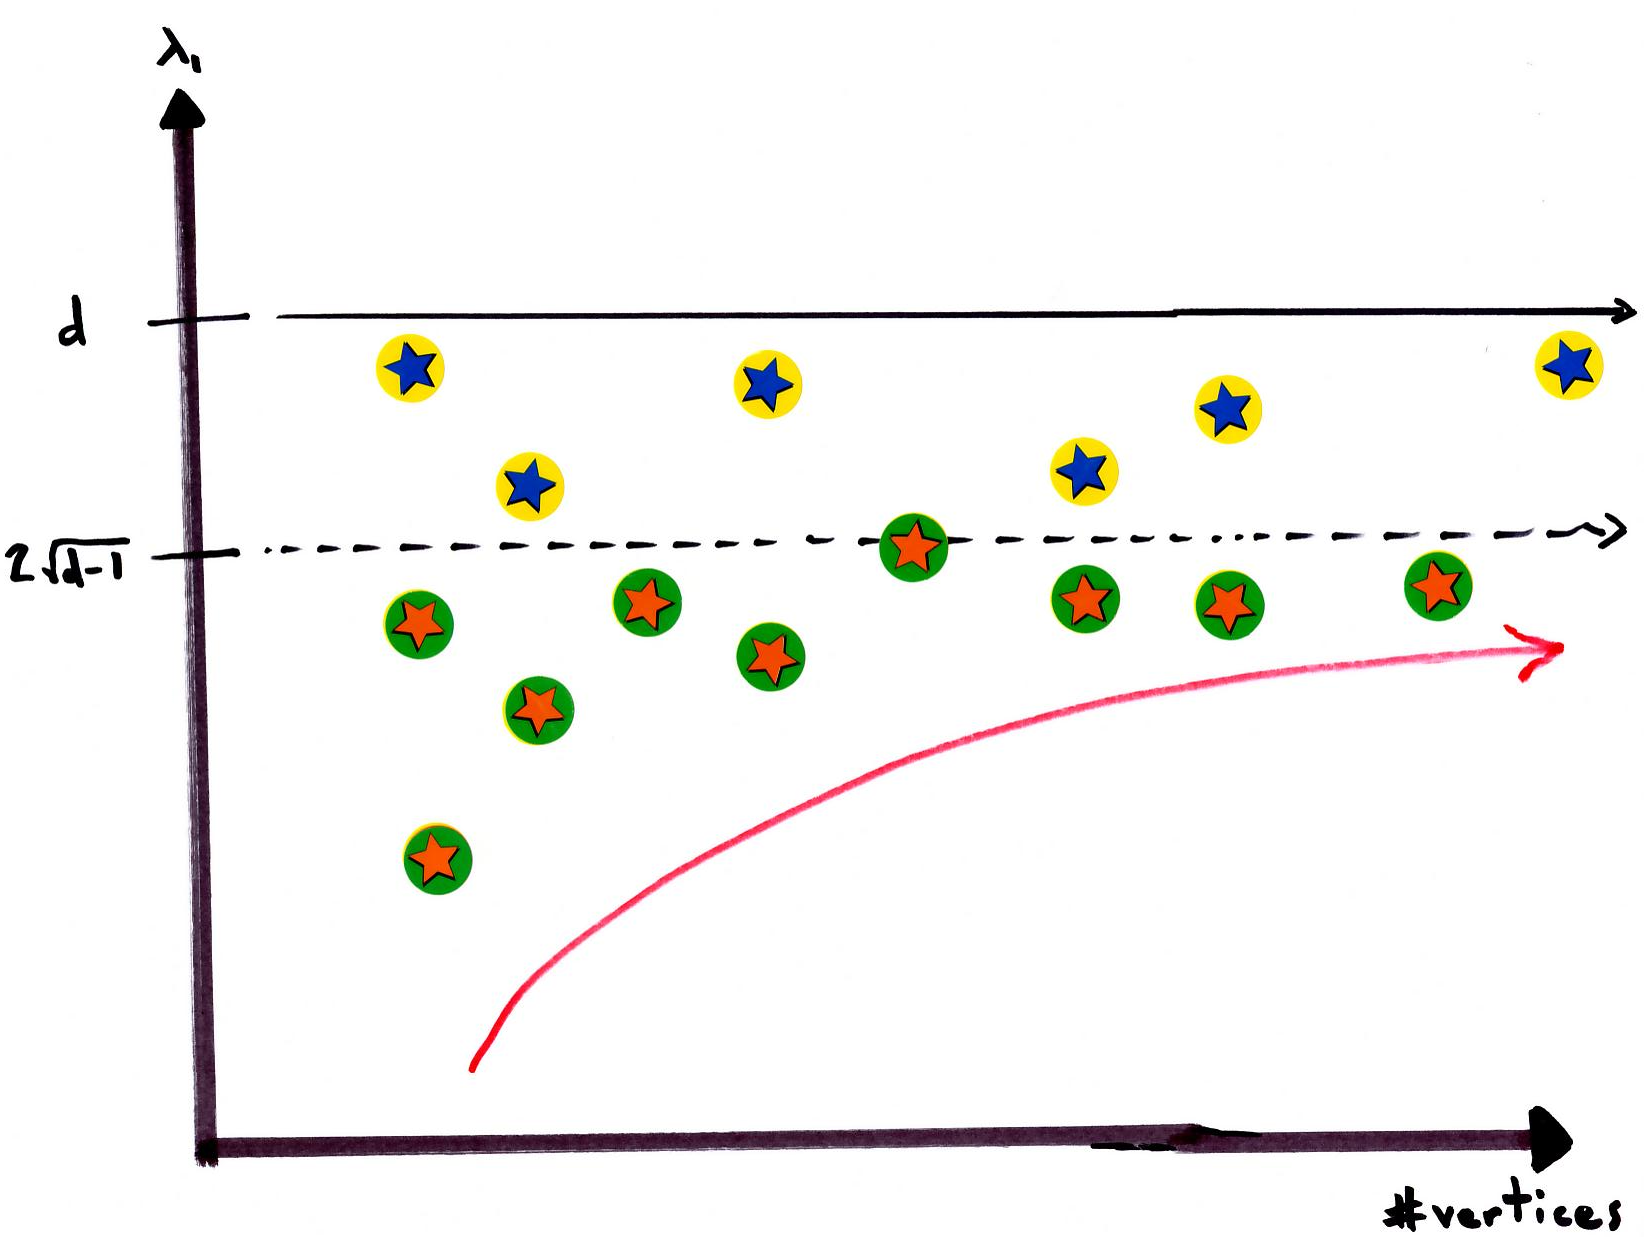 λ₁
d
2√d-1
#vertices